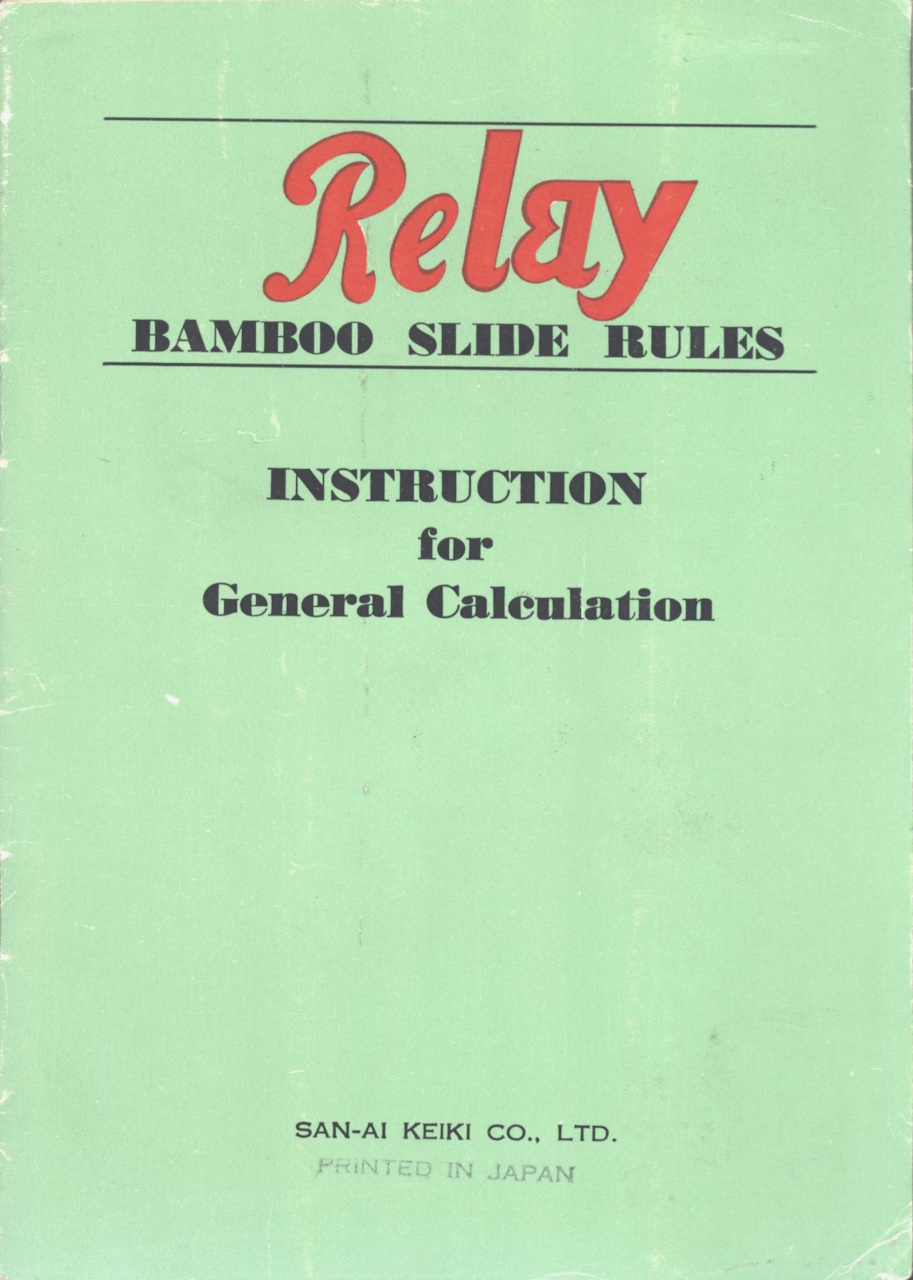 Relay
BAMBOO SLIDE RULES
INSTRUCTION
for
General Calculation
SAN-AI KEIKI CO., LTD.
PRINTED IN JAPAN